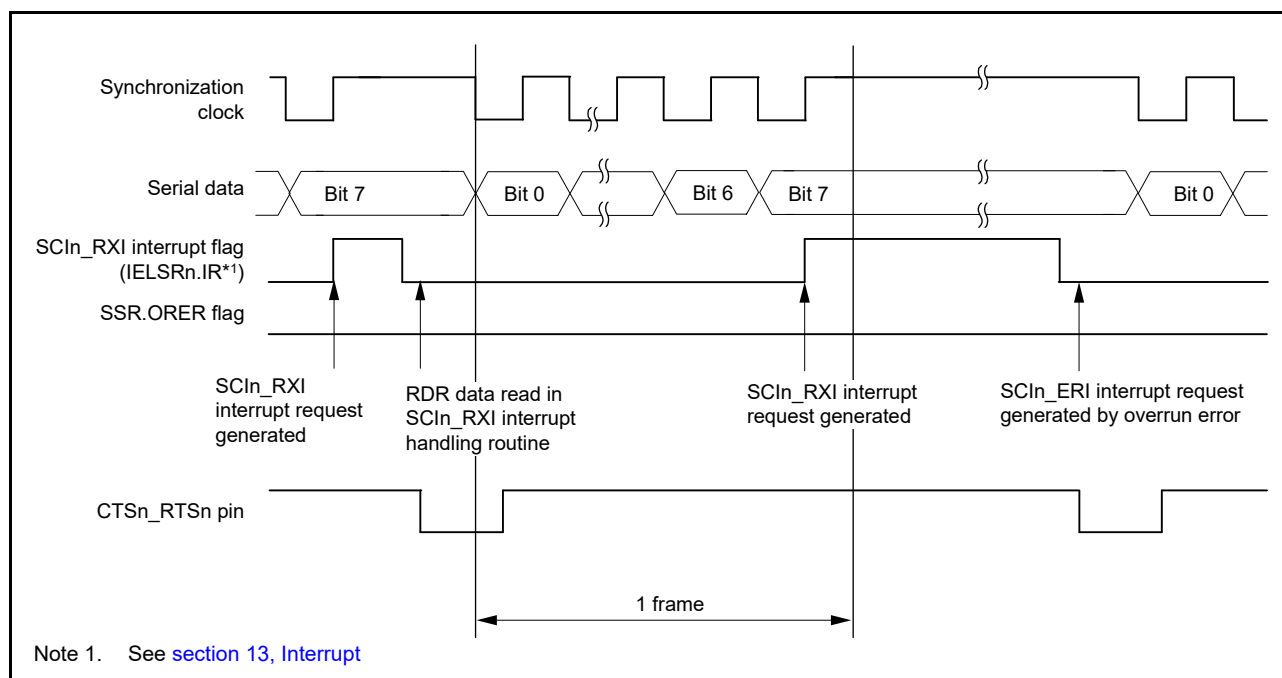 Synchronization
clock
Serial data
Bit 7
Bit 0
Bit 6
Bit 7
Bit 0
SCIn_RXI interrupt flag
(IELSRn.IR*1)
SSR.ORER flag
SCIn_RXI
interrupt request
generated
RDR data read in
SCIn_RXI interrupt
handling routine
SCIn_RXI interrupt
request generated
SCIn_ERI interrupt request
generated by overrun error
CTSn_RTSn pin
1 frame
Note 1. See section 13, Interrupt